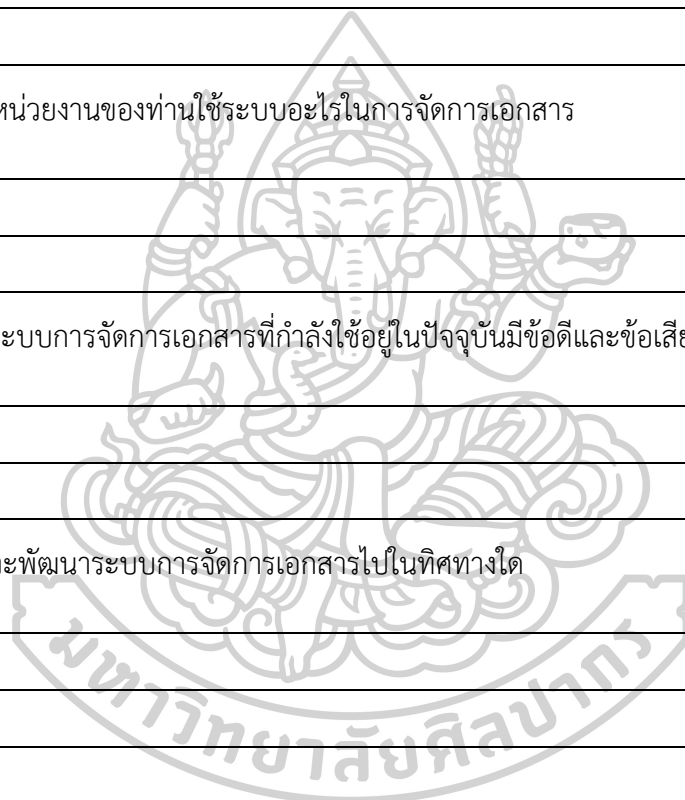 หน่วยงานของท่านใช้ระบบอะไรในการจัดการเอกสาร
ระบบการจัดการเอกสารที่กำลังใช้อยู่ในปัจจุบันมีข้อดีและข้อเสีย
จะพัฒนาระบบการจัดการเอกสารไปในทิศทางใด
มหาวิทยาลัยศิลปากร